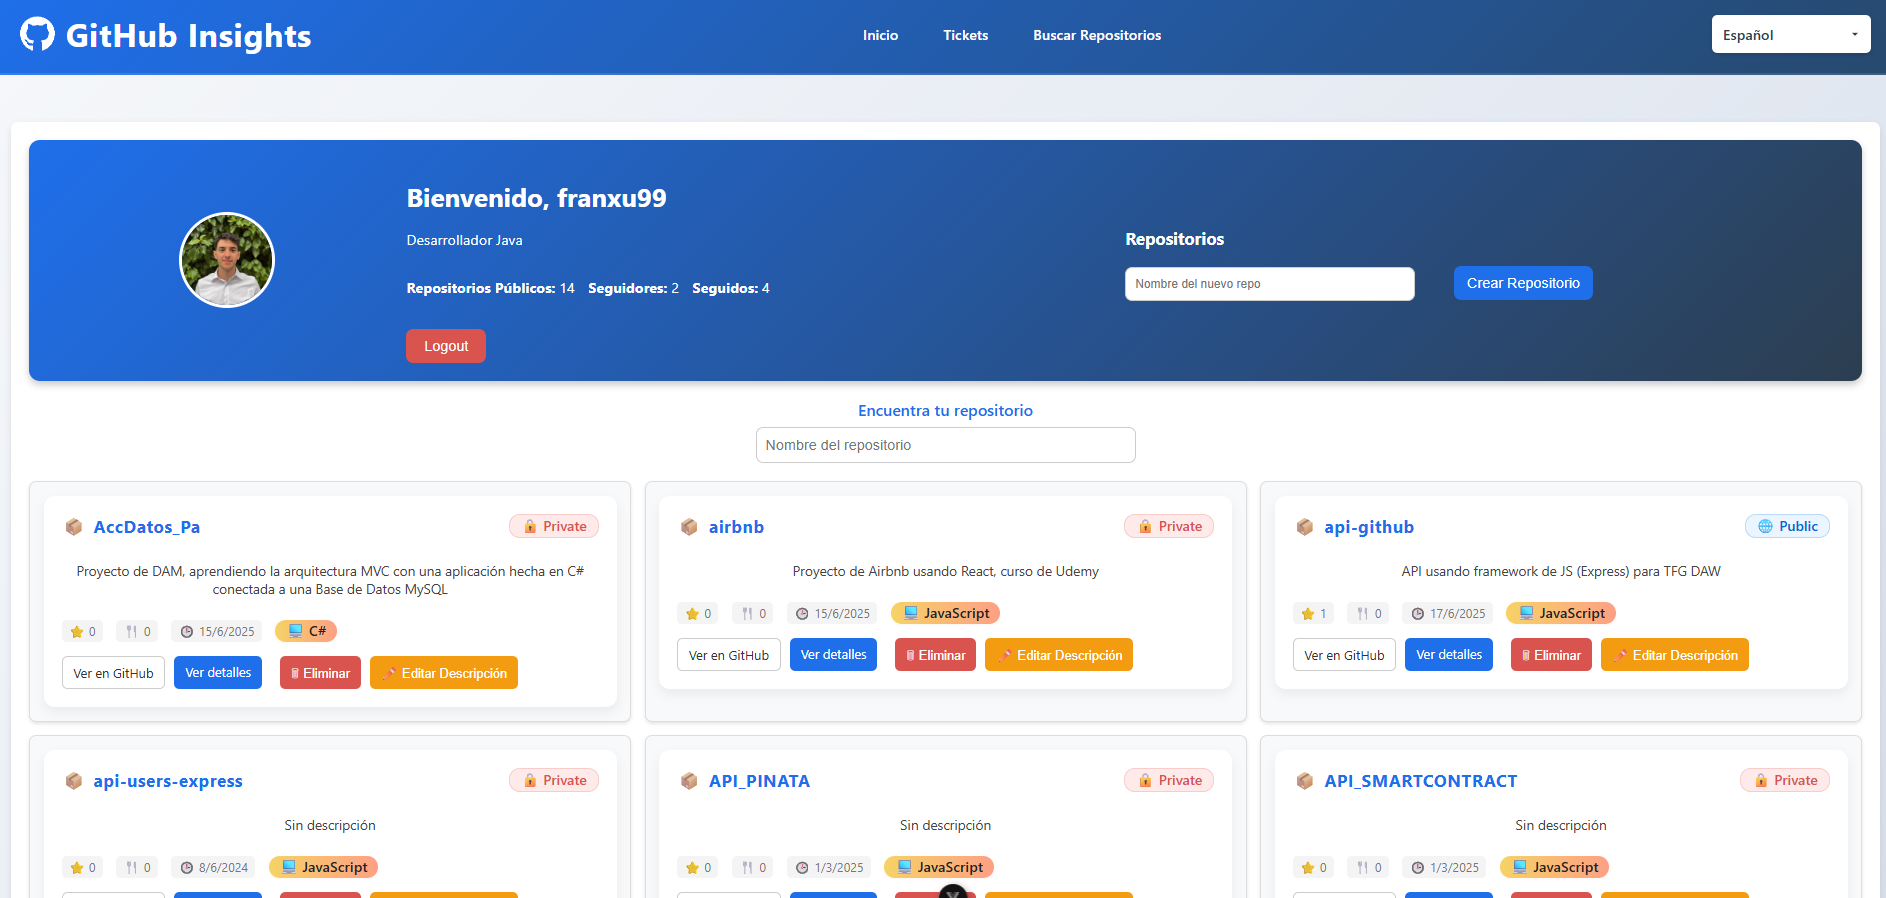 GitHub Insights
Inicio
Tickets
Buscar Repositorios
Español
Bienvenido, franxu99
Desarrollador Java
Repositorios Públicos: 14 Seguidores: 2 Seguidos: 4
Logout
Repositorios
Nombre del nuevo repo
Crear Repositorio
Encuentra tu repositorio
Nombre del repositorio
AccDatos_Pa
Private
Proyecto de DAM, aprendiendo la arquitectura MVC con una aplicación hecha en C#
conectada a una Base de Datos MySQL
0 0 15/6/2025 C#
Ver en GitHub Ver detalles Eliminar Editar Descripción
airbnb
Private
Proyecto de Airbnb usando React, curso de Udemy
0 0 15/6/2025 JavaScript
Ver en GitHub Ver detalles Eliminar Editar Descripción
api-github
Public
API usando framework de JS (Express) para TFG DAW
1 0 17/6/2025 JavaScript
Ver en GitHub Ver detalles Eliminar Editar Descripción
api-users-express
Private
Sin descripción
0 0 8/6/2024 JavaScript
API_PINATA
Private
Sin descripción
0 0 1/3/2025 JavaScript
API_SMARTCONTRACT
Private
Sin descripción
0 0 1/3/2025 JavaScript